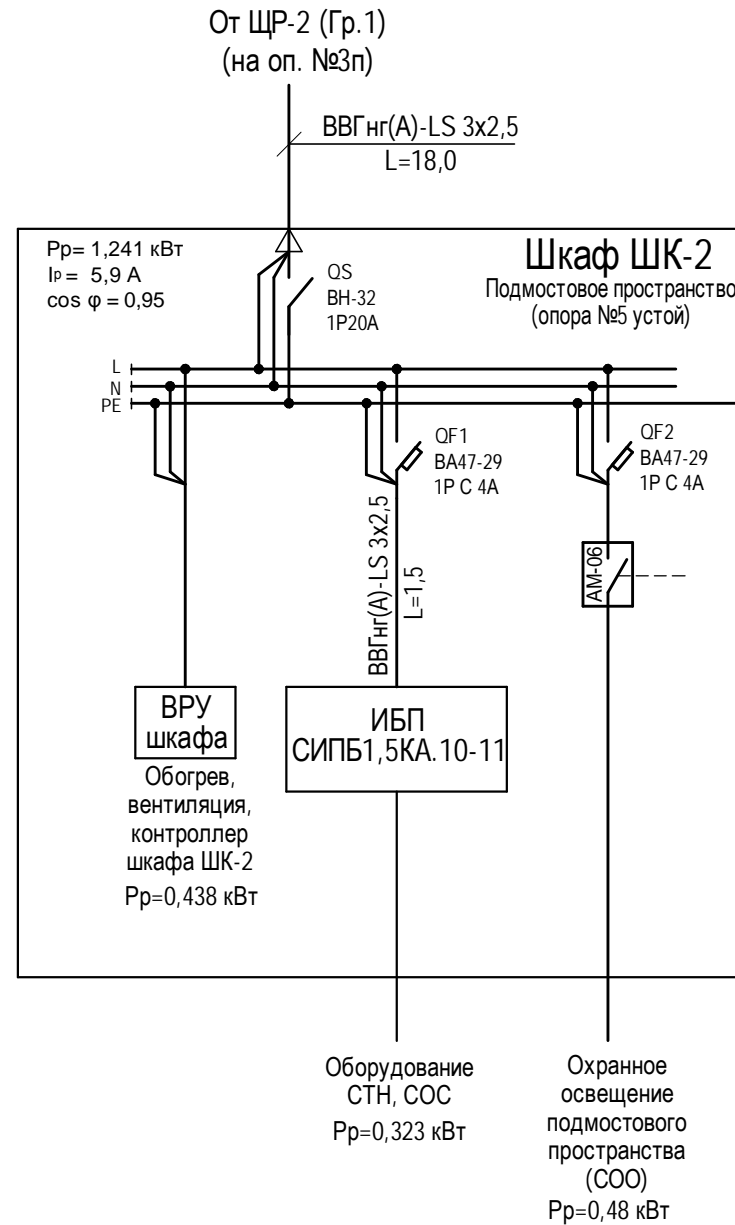 От ЩР-2 (Гр.1)
(на оп. №3п)
ВВГнг(А)-LS 3х2,5
L=18,0
Рр= 1,241 кВт
Iр = 5,9 А
cos φ = 0,95
QS
ВН-32
1Р20А
Шкаф ШК-2
Подмостовое пространство
(опора №5 устой)
L
N
PE
QF1
ВА47-29
1Р С 4А
QF2
ВА47-29
1Р С 4А
ВВГнг(А)-LS 3х2,5
L=1,5
АМ-06
ВРУ
шкафа
ИБП
СИПБ1,5КА.10-11
Обогрев,
вентиляция,
контроллер
шкафа ШК-2
Рр=0,438 кВт
Оборудование
СТН, СОС
Рр=0,323 кВт
Охранное
освещение
подмостового
пространства
(СОО)
Рр=0,48 кВт